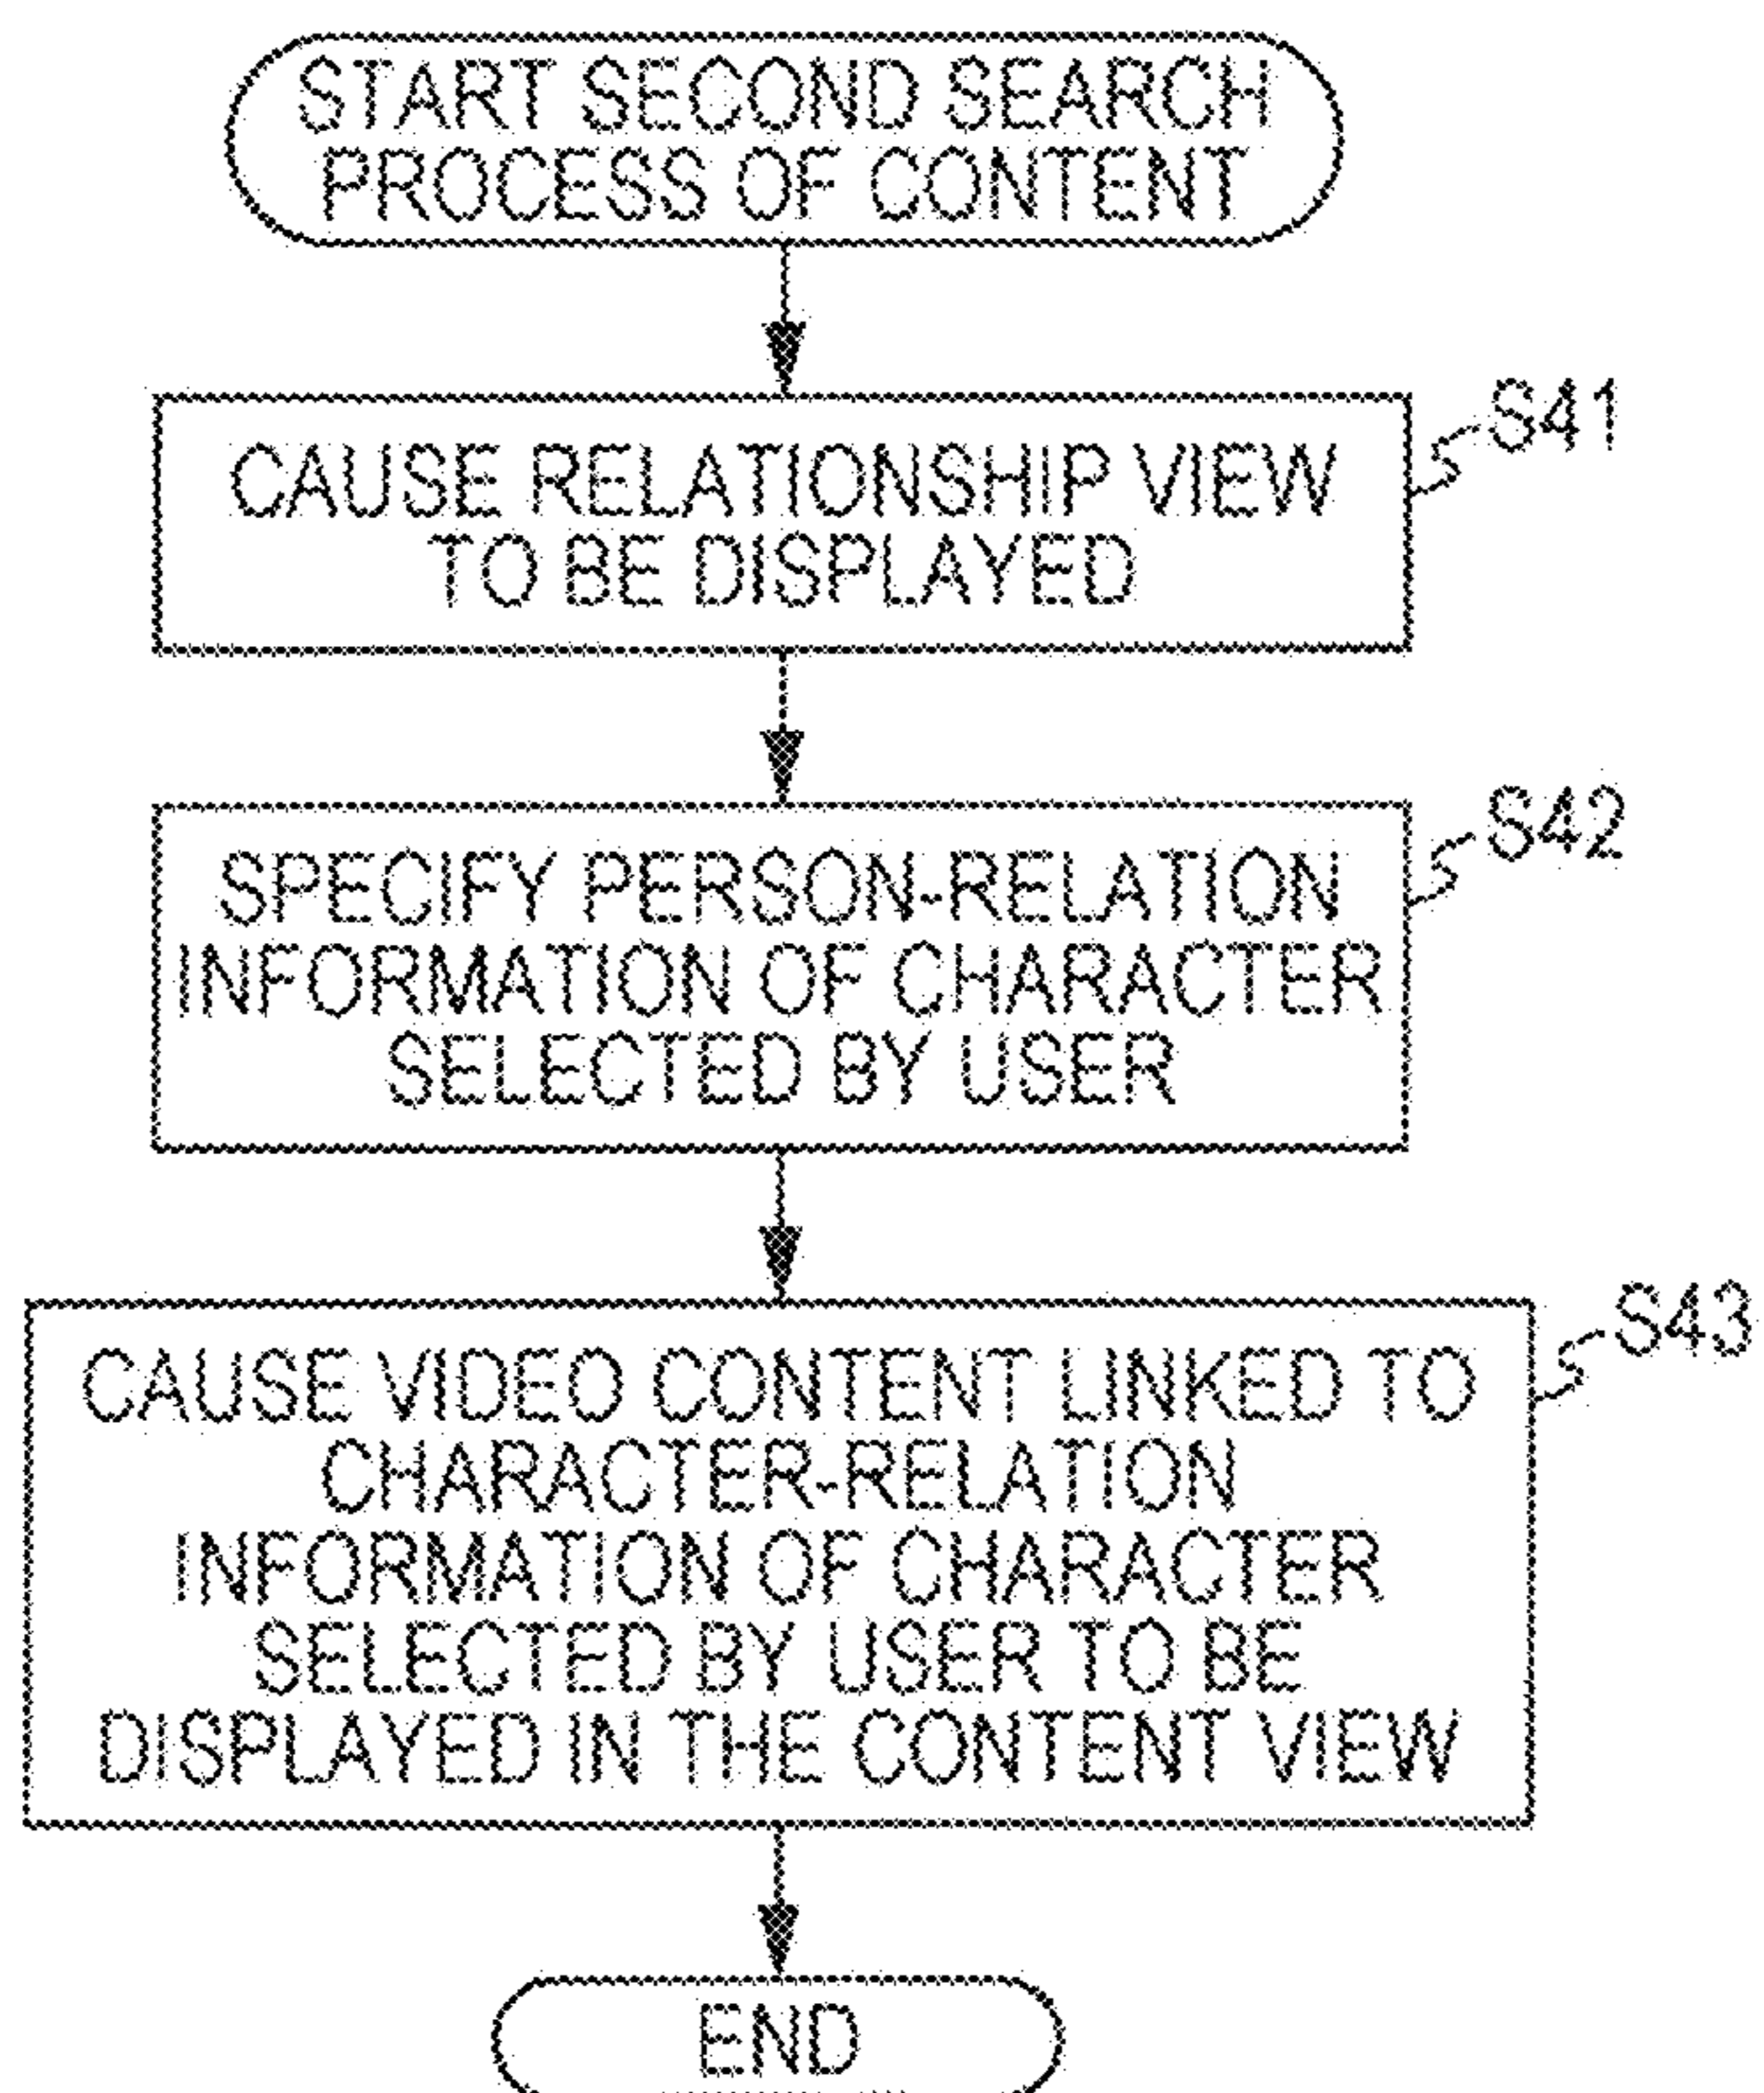 START SECOND SEARCH
PROCESS OF CONTENT
S41
CAUSE RELATIONSHIP VIEW
TO BE DISPLAYED
S42
SPECIFY PERSON-RELATION
INFORMATION OF CHARACTER
SELECTED BY USER
S43
CAUSE VIDEO CONTENT LINKED TO
CHARACTER-RELATION
INFORMATION OF CHARACTER
SELECTED BY USER TO BE
DISPLAYED IN THE CONTENT VIEW
END